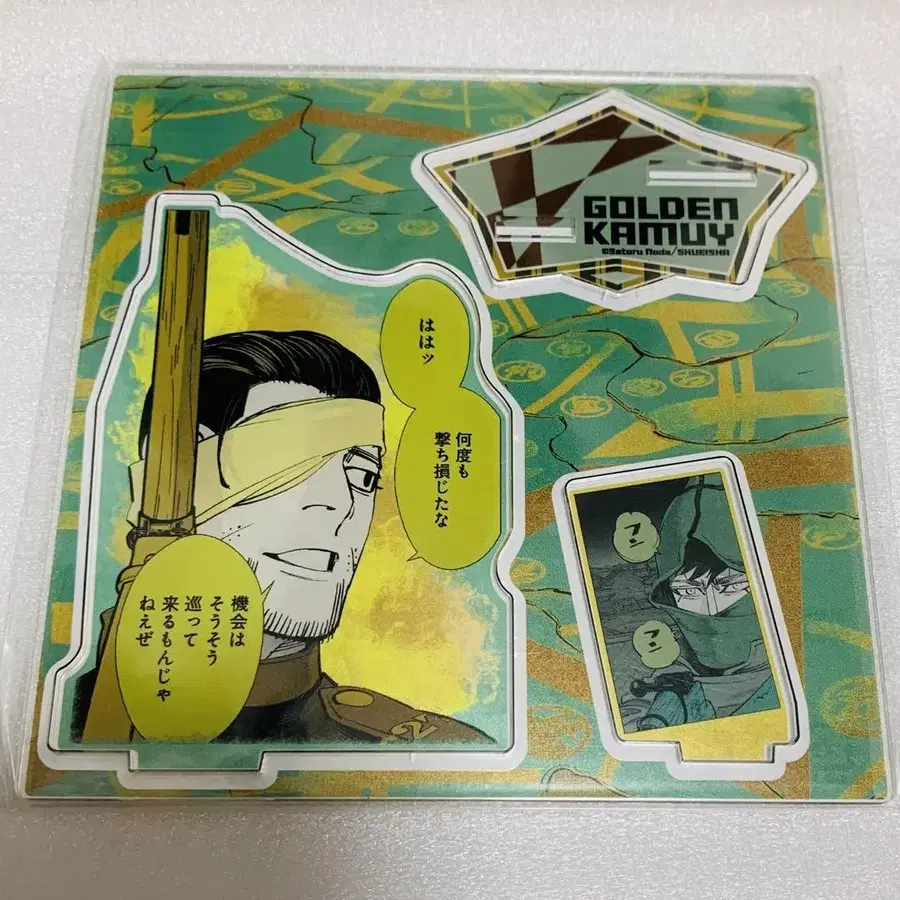 GOLDEN
KAMUY
©Satoru Noda/SHUEISHA
ははッ
何度も
撃ち損じたな
機会は
そうそう
巡って
来るもんじゃ
ねえぜ
フン
フン